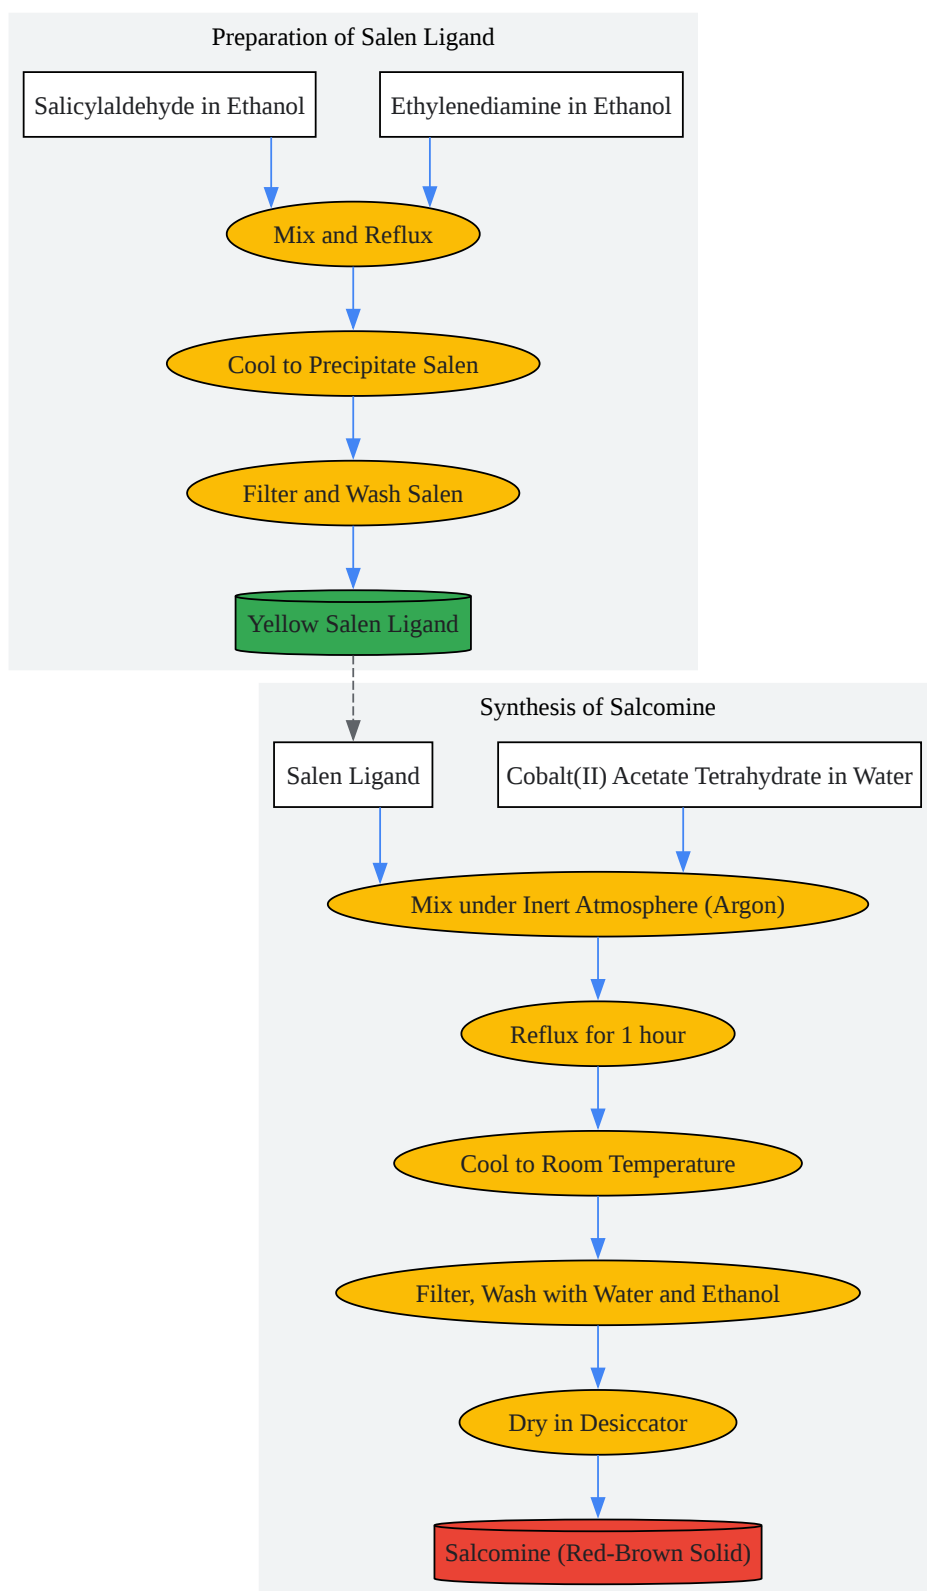 Preparation of Salen Ligand
Salicylaldehyde in Ethanol
Ethylenediamine in Ethanol
Mix and Reflux
Cool to Precipitate Salen
Filter and Wash Salen
Yellow Salen Ligand
Synthesis of Salcomine
Salen Ligand
Cobalt(II) Acetate Tetrahydrate in Water
Mix under Inert Atmosphere (Argon)
Reflux for 1 hour
Cool to Room Temperature
Filter, Wash with Water and Ethanol
Dry in Desiccator
Salcomine (Red-Brown Solid)